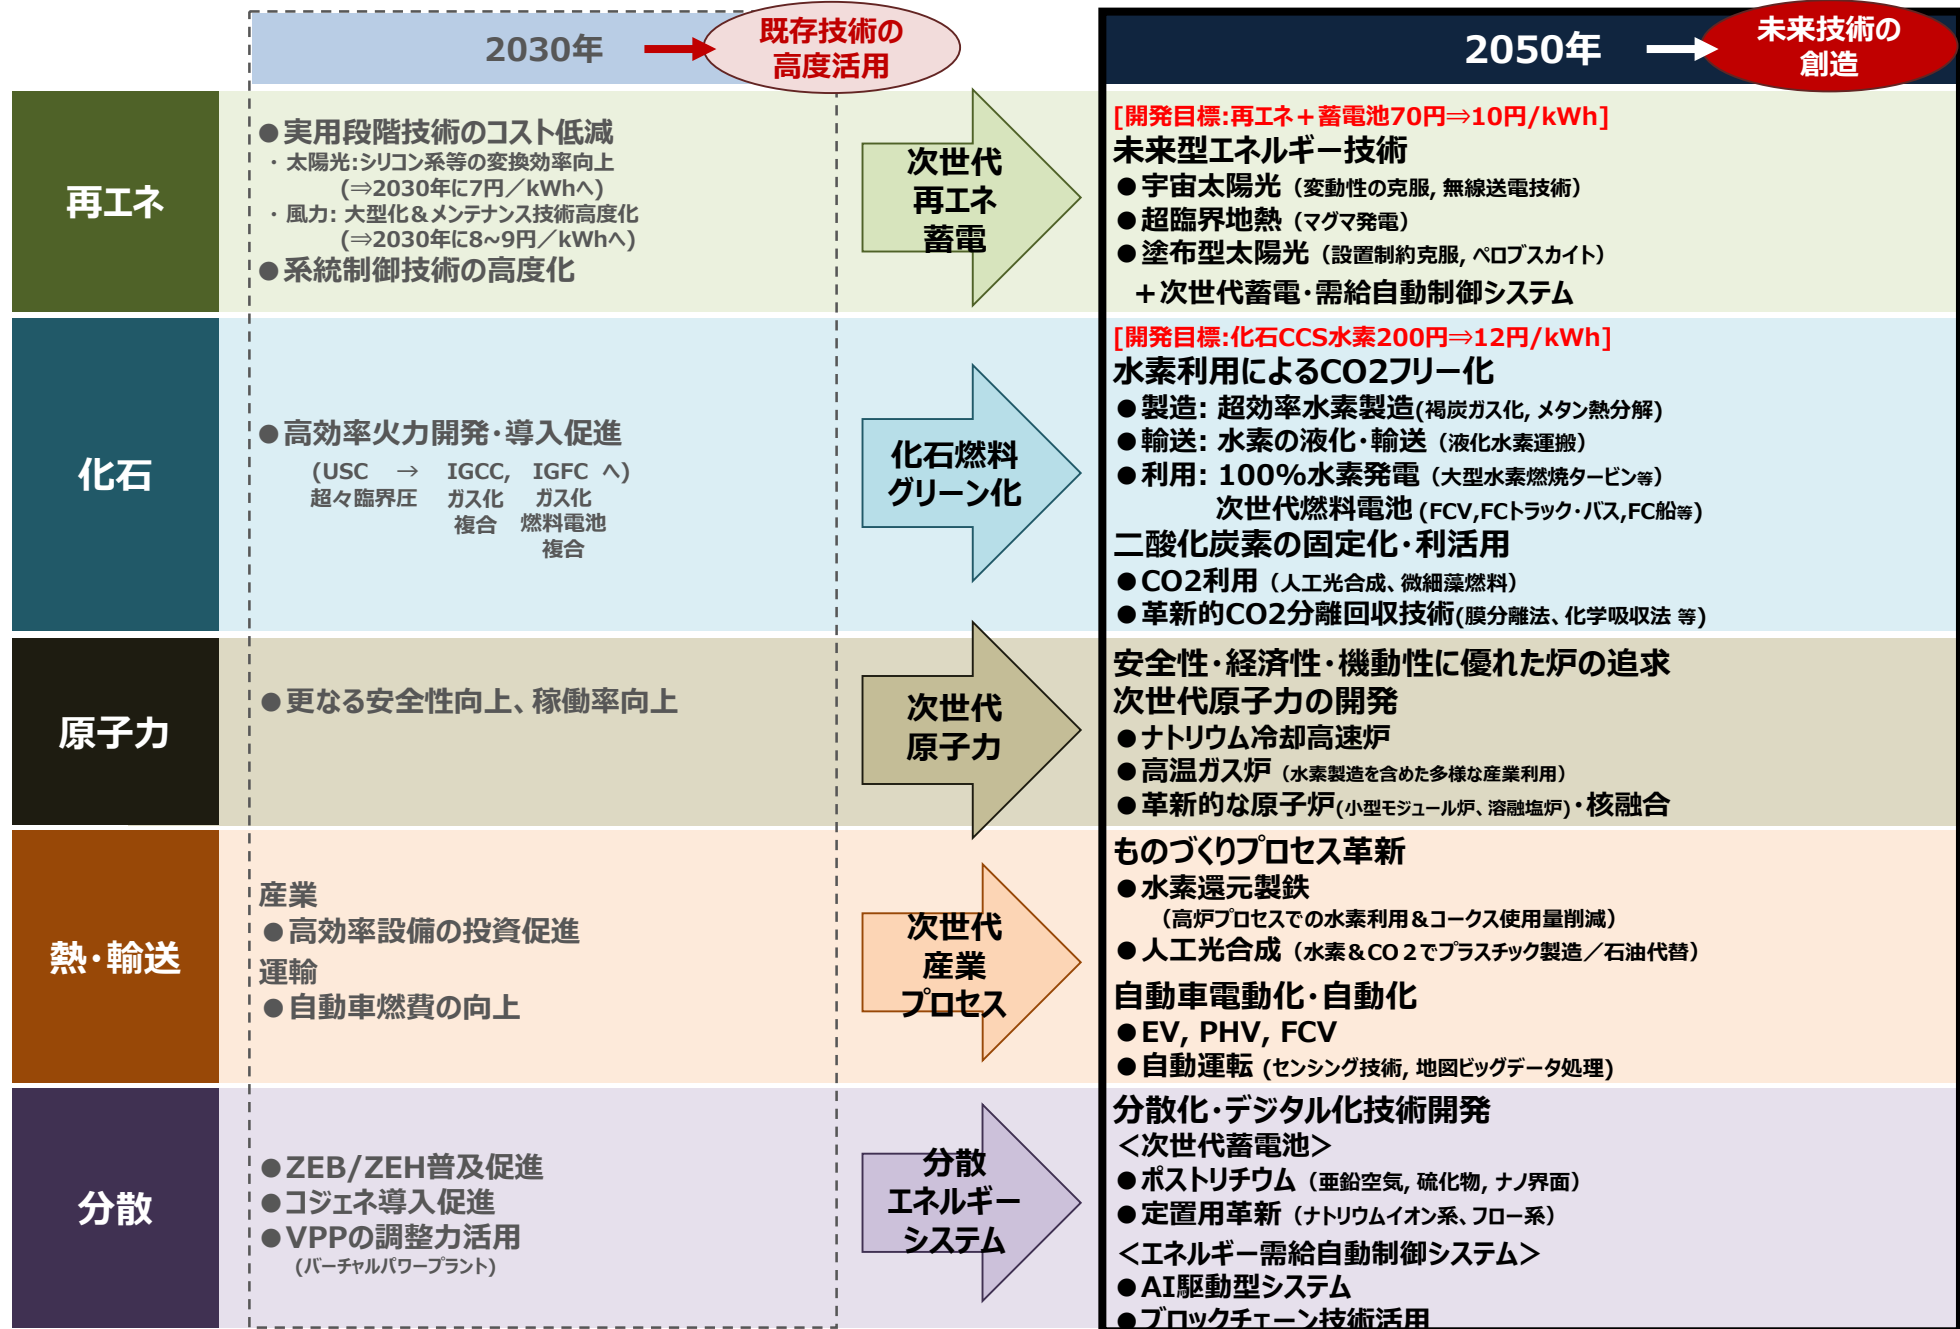 2030年
既存技術の
高度活用
2050年
未来技術の
創造
再エネ
●実用段階技術のコスト低減
・太陽光:シリコン系等の変換効率向上
(⇒2030年に7円／kWhへ)
・風力: 大型化＆メンテナンス技術高度化
(⇒2030年に8~9円／kWhへ)
●系統制御技術の高度化
次世代
再エネ
蓄電
[開発目標:再エネ＋蓄電池70円⇒10円/kWh]
未来型エネルギー技術
●宇宙太陽光（変動性の克服, 無線送電技術）
●超臨界地熱（マグマ発電）
●塗布型太陽光（設置制約克服, ペロブスカイト）
＋次世代蓄電・需給自動制御システム
化石
●高効率火力開発・導入促進
(USC → IGCC, IGFC へ)
超々臨界圧 ガス化 ガス化
複合 燃料電池
複合
化石燃料
グリーン化
[開発目標:化石CCS水素200円⇒12円/kWh]
水素利用によるCO2フリー化
●製造: 超効率水素製造(褐炭ガス化, メタン熱分解)
●輸送: 水素の液化・輸送（液化水素運搬）
●利用: 100%水素発電（大型水素燃焼タービン等）
次世代燃料電池 (FCV,FCトラック・バス,FC船等)
二酸化炭素の固定化・利活用
●CO2利用（人工光合成、微細藻燃料）
●革新的CO2分離回収技術(膜分離法、化学吸収法 等)
原子力
●更なる安全性向上、稼働率向上
次世代
原子力
安全性・経済性・機動性に優れた炉の追求
次世代原子力の開発
●ナトリウム冷却高速炉
●高温ガス炉（水素製造を含めた多様な産業利用）
●革新的な原子炉(小型モジュール炉、溶融塩炉)・核融合
熱・輸送
産業
●高効率設備の投資促進
運輸
●自動車燃費の向上
次世代
産業
プロセス
ものづくりプロセス革新
●水素還元製鉄
（高炉プロセスでの水素利用＆コークス使用量削減）
●人工光合成（水素＆CO２でプラスチック製造／石油代替）
自動車電動化・自動化
●EV, PHV, FCV
●自動運転 (センシング技術, 地図ビッグデータ処理)
分散
●ZEB/ZEH普及促進
●コジェネ導入促進
●VPPの調整力活用
(バーチャルパワープラント)
分散
エネルギー
システム
分散化・デジタル化技術開発
＜次世代蓄電池＞
●ポストリチウム（亜鉛空気, 硫化物, ナノ界面）
●定置用革新（ナトリウムイオン系、フロー系）
＜エネルギー需給自動制御システム＞
●AI駆動型システム
●ブロックチェーン技術活用